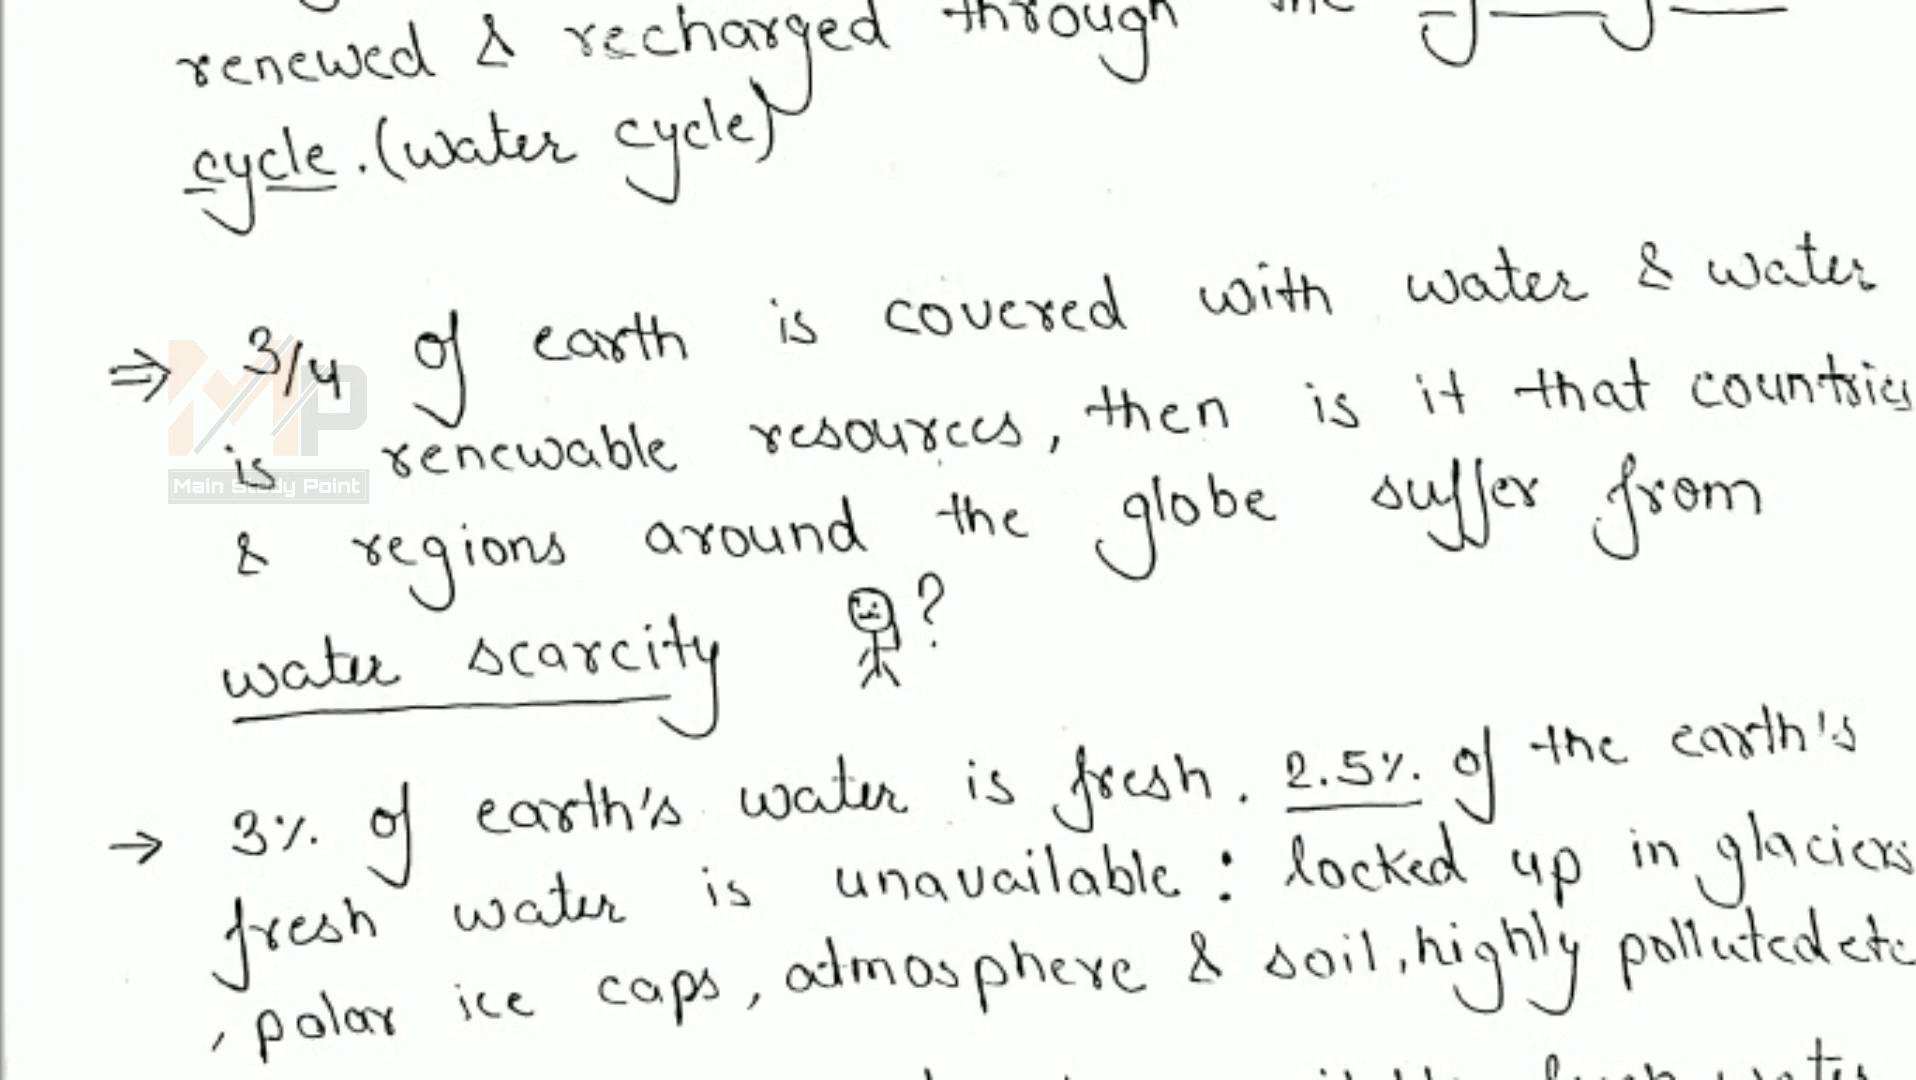 renewed & recharged through the
cycle. (water cycle)
⇒ 3/4 of earth is covered with water & water
is renewable resources, then is it that countries
& regions around the globe suffer from
water scarcity ?
→ 3% of earth's water is fresh. 2.5% of the earth's
fresh water is unavailable : locked up in glaciers
, polar ice caps, atmosphere & soil, highly polluted etc
Main Study Point